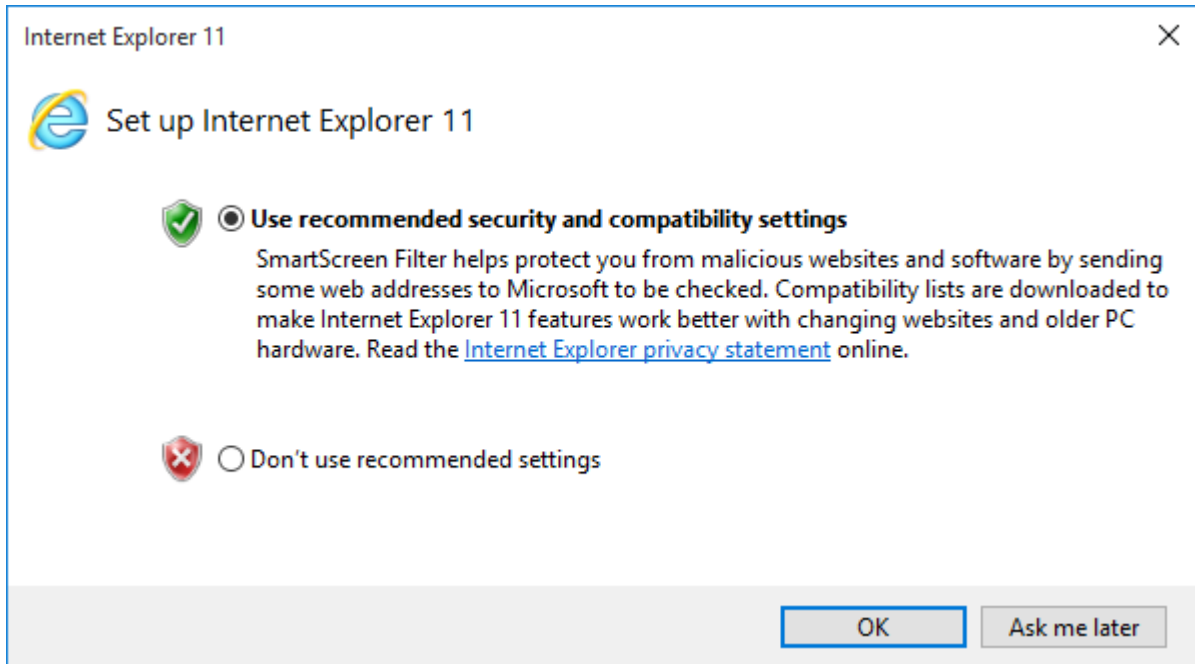 Internet Explorer 11
Set up Internet Explorer 11
Use recommended security and compatibility settings
SmartScreen Filter helps protect you from malicious websites and software by sending
some web addresses to Microsoft to be checked. Compatibility lists are downloaded to
make Internet Explorer 11 features work better with changing websites and older PC
hardware. Read the Internet Explorer privacy statement online.
Don't use recommended settings
OK
Ask me later